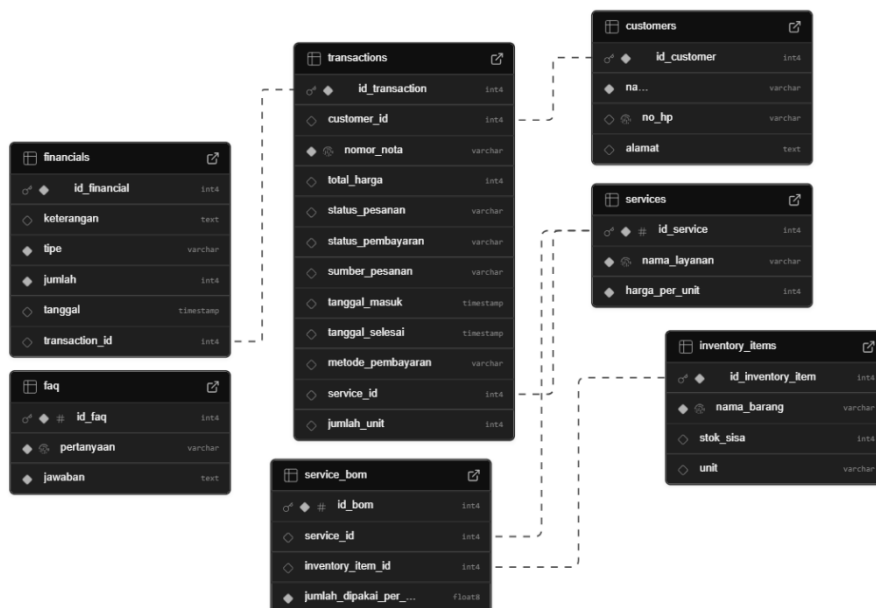 financials
id_financial int4
keterangan text
tipe varchar
jumlah int4
tanggal timestamp
transaction_id int4
faq
# id_faq int4
pertanyaan varchar
jawaban text
transactions
id_transaction int4
customer_id int4
nomor_nota varchar
total_harga int4
status_pesanan varchar
status_pembayaran varchar
sumber_pesanan varchar
tanggal_masuk timestamp
tanggal_selesai timestamp
metode_pembayaran varchar
service_id int4
jumlah_unit int4
service_bom
# id_bom int4
service_id int4
inventory_item_id int4
jumlah_dipakai_per_... float8
customers
id_customer int4
na... varchar
no_hp varchar
alamat text
services
# id_service int4
nama_layanan varchar
harga_per_unit int4
inventory_items
id_inventory_item int4
nama_barang varchar
stok_sisa int4
unit varchar